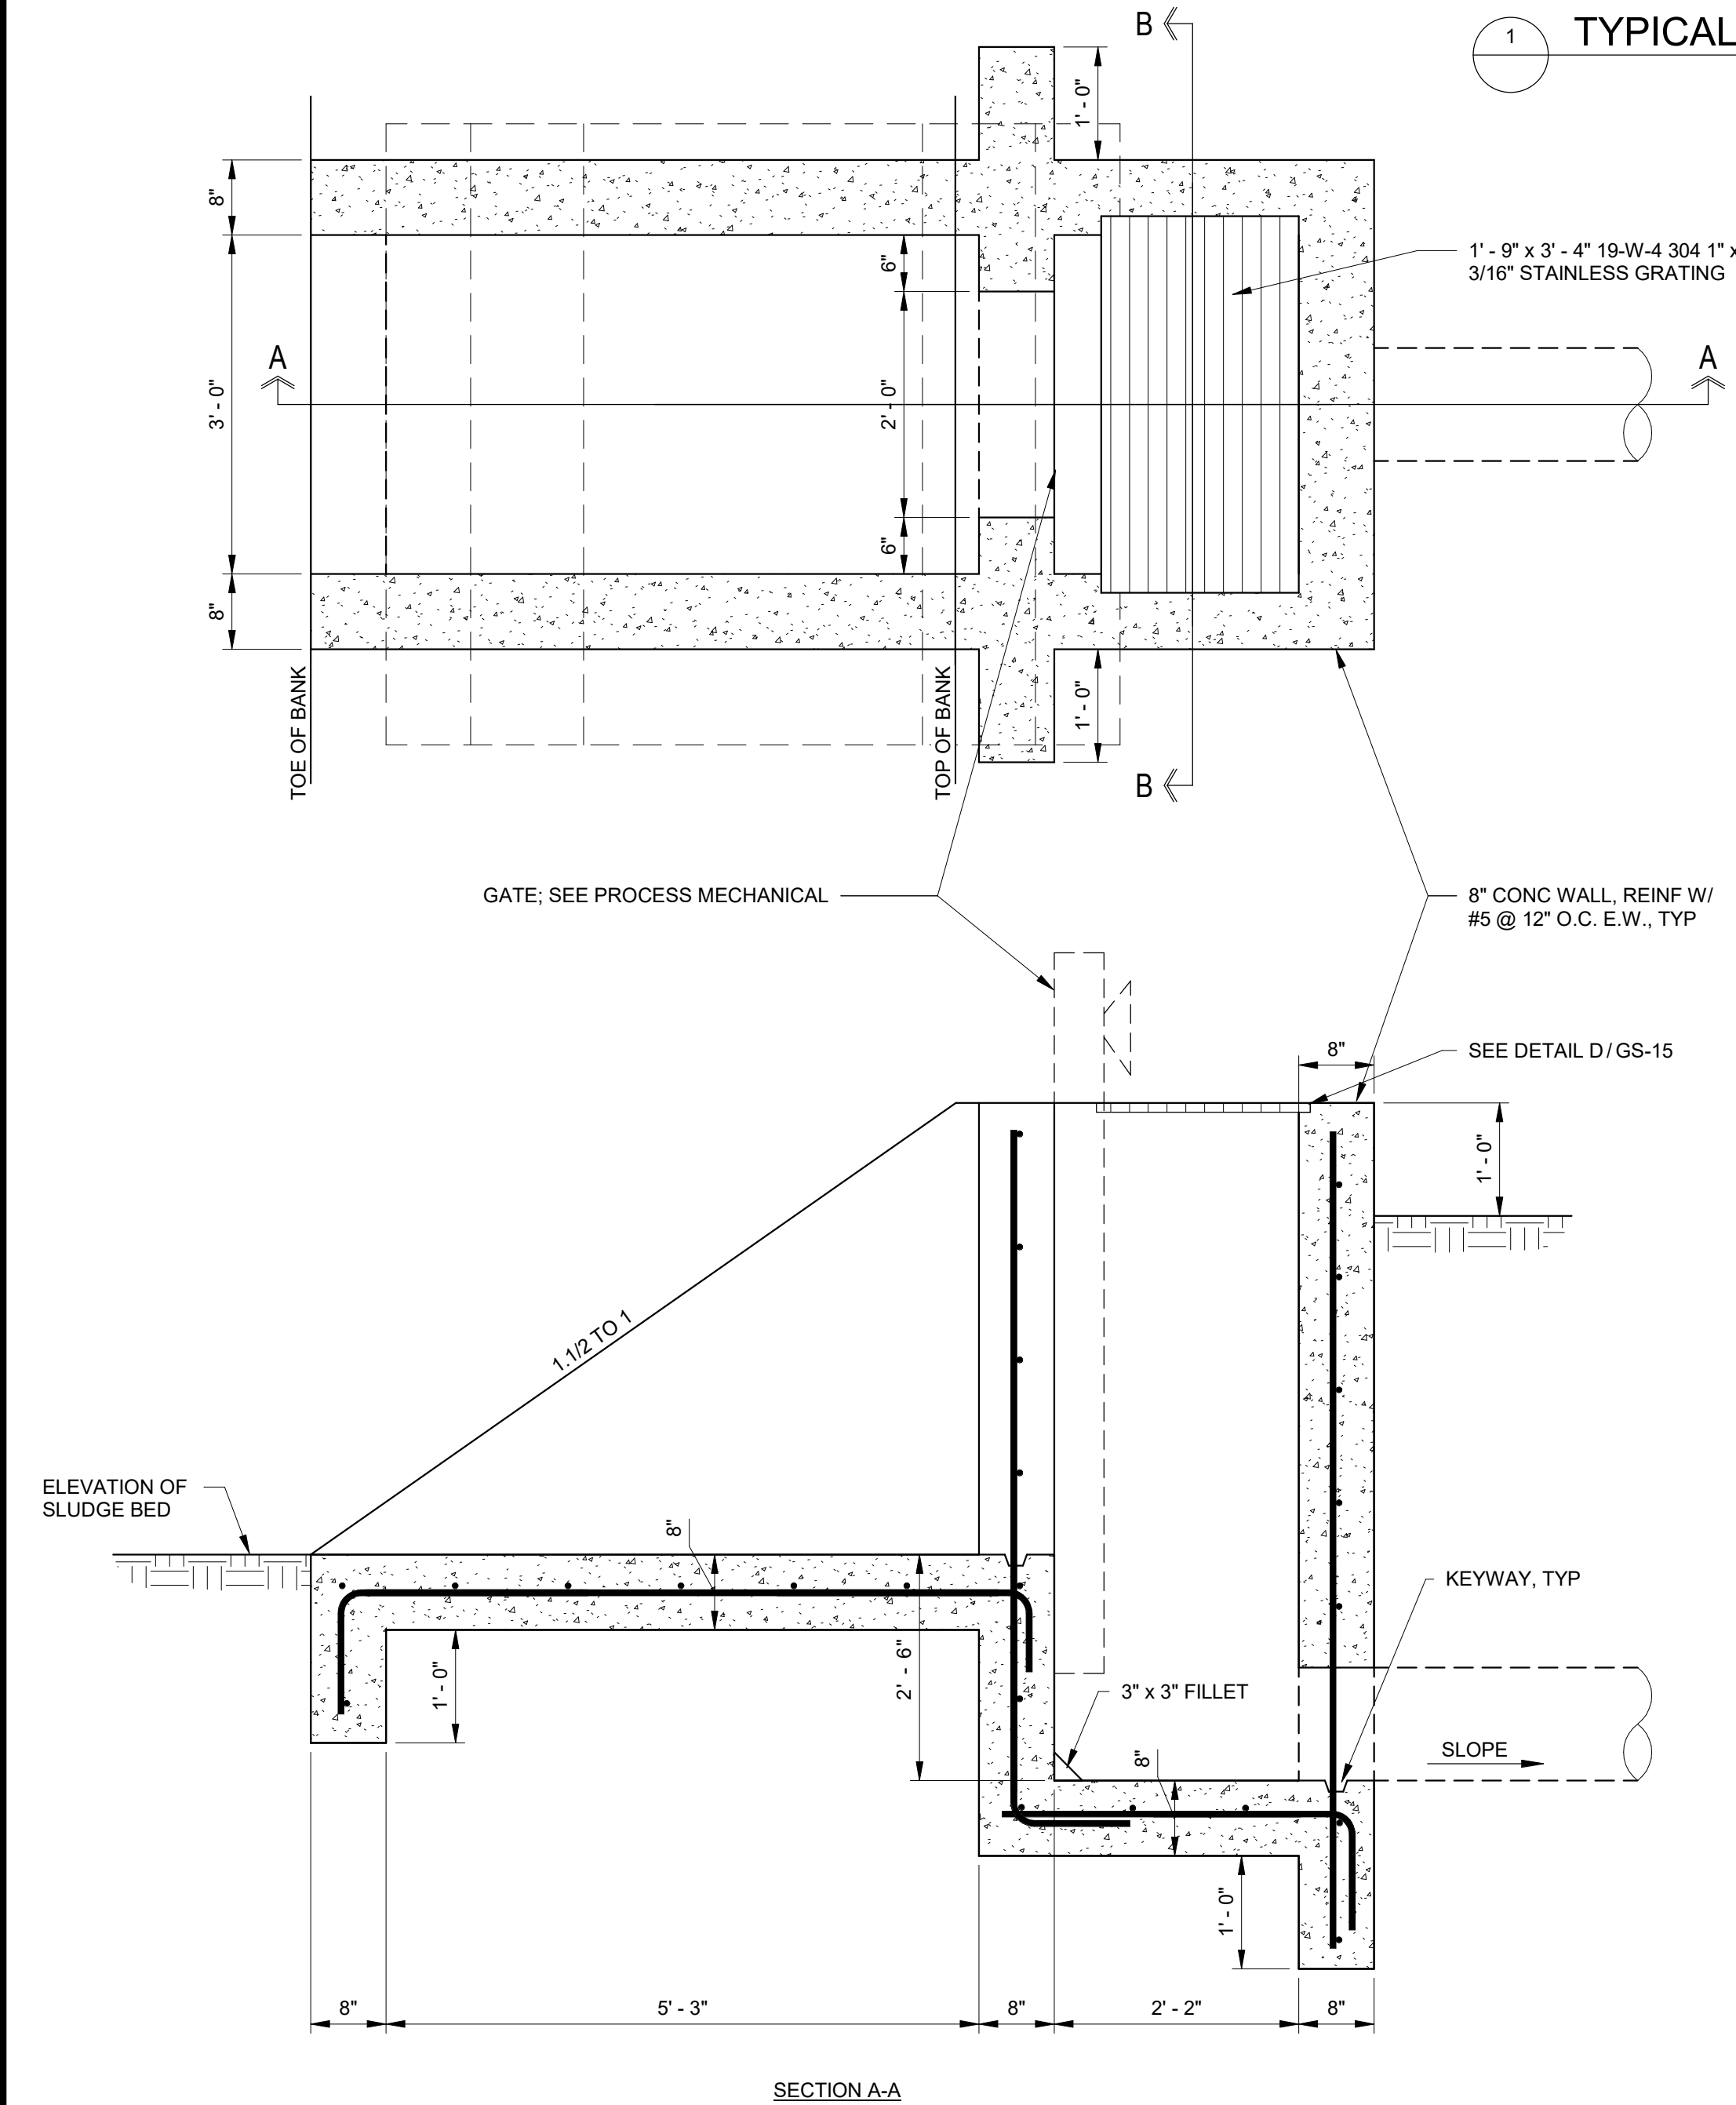 B
1
TYPICAL
1' - 0"
8"
6"
1' - 9" x 3' - 4" 19-W-4 304 1" x
3/16" STAINLESS GRATING
A
A
3' - 0"
2' - 0"
6"
8"
TOE OF BANK
TOP OF BANK
1' - 0"
B
GATE; SEE PROCESS MECHANICAL
8" CONC WALL, REINF W/
#5 @ 12" O.C. E.W., TYP
8"
SEE DETAIL D/GS-15
1' - 0"
1.1/2 TO 1
ELEVATION OF
SLUDGE BED
8"
KEYWAY, TYP
1' - 0"
2' - 6"
3" x 3" FILLET
8"
SLOPE
1' - 0"
8"
5' - 3"
8"
2' - 2"
8"
SECTION A-A